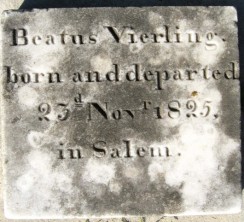 Beatus Vierling.
born and departed
23d Novr 1825.
in Salem.